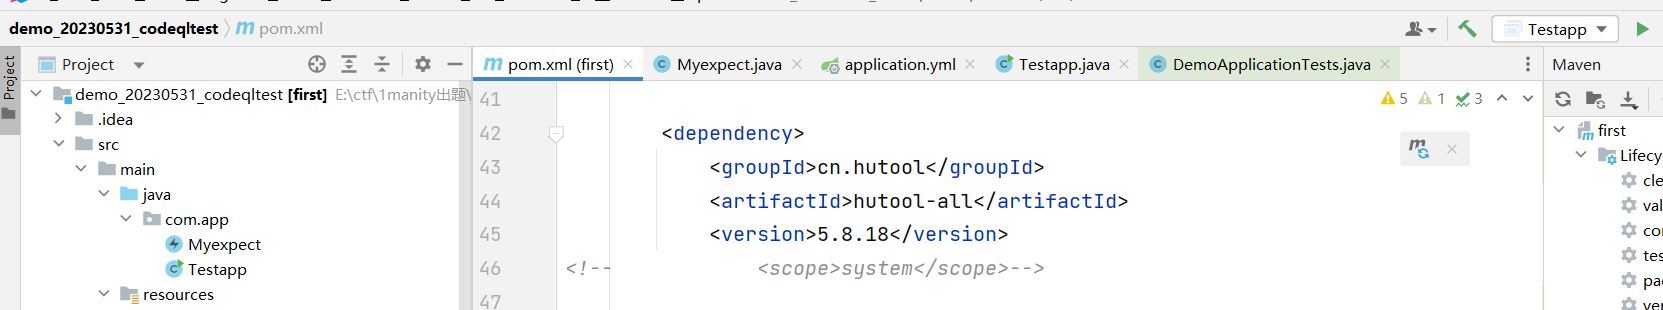 demo_20230531_codeqltest 〉 m pom.xml
Testapp
Project
Project
pom.xml (first)
Myexpect.java
application.yml
Testapp.java
DemoApplicationTests.java
Maven
demo_20230531_codeqltest [first] E:\ctf\1manity出题\
.idea
src
main
java
com.app
Myexpect
Testapp
resources
41
42 <dependency>
43 <groupId>cn.hutool</groupId>
44 <artifactId>hutool-all</artifactId>
45 <version>5.8.18</version>
46 <!-- <scope>system</scope>-->
47
5 1 3
m
first
Lifecy
cle
val
con
tes
pac
ver